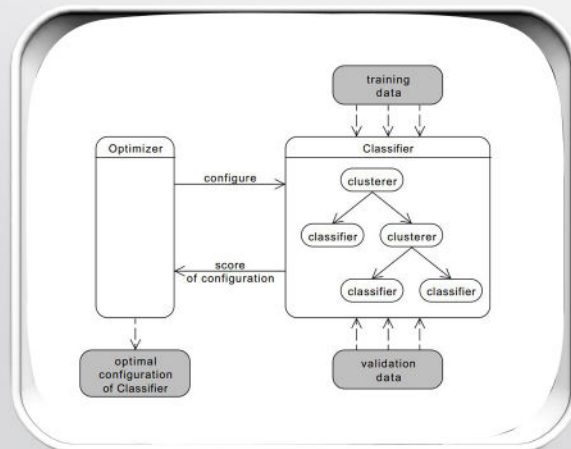 training
data
Optimizer
Classifier
configure
clusterer
classifier
clusterer
score
of configuration
classifier
classifier
optimal
configuration
of Classifier
validation
data